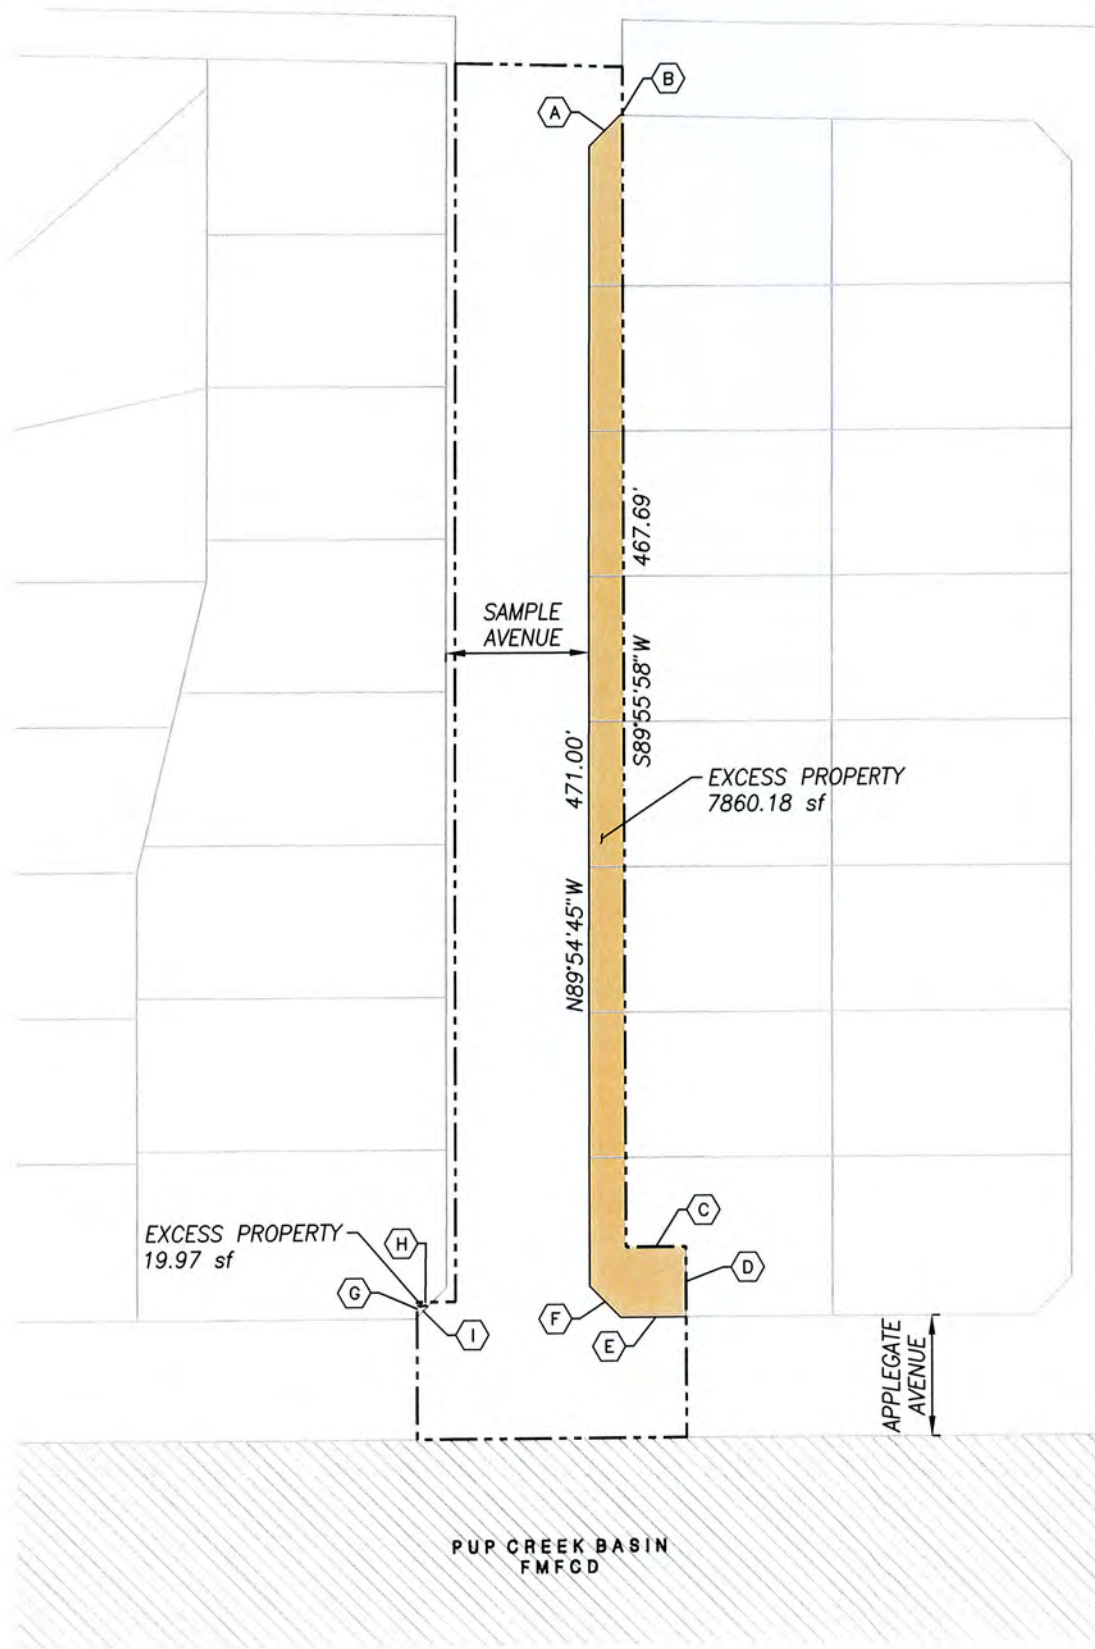 B
A
467.69'
SAMPLE
AVENUE
S89°55'58"W
471.00'
EXCESS PROPERTY
7860.18 sf
N89°54'45"W
C
EXCESS PROPERTY
19.97 sf
H
D
G
F
I
E
APPLEGATE
AVENUE
PUP CREEK BASIN
FMFCD